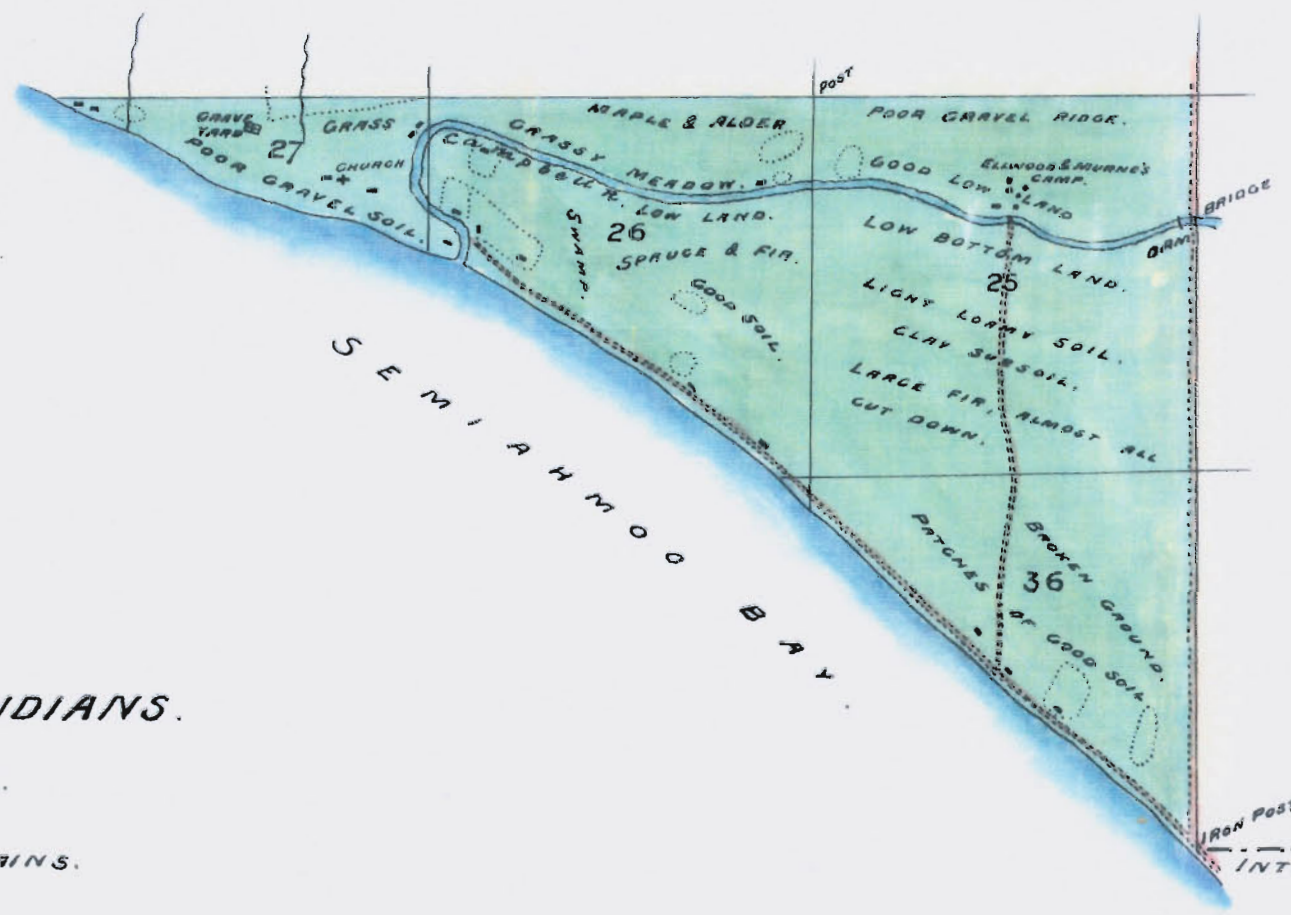 POST
MAPLE & ALDER
POOR GRAVEL RIDGE.
GRAVE
YARD
27
GRASS
CHURCH
POOR GRAVEL SOIL.
GRASSY MEADOW.
Campbell R.
LOW LAND.
SWAMP.
26
SPRUCE & FIR.
GOOD SOIL.
GOOD LOW LAND
ELLWOOD & MURNE'S
CAMP.
BRIDGE
DAM
LOW BOTTOM LAND.
25
LIGHT LOAMY SOIL.
CLAY SUBSOIL.
LARGE FIR, ALMOST ALL
CUT DOWN.
SEMIAHMOO BAY.
PATCHES OF GOOD SOIL
BROKEN GROUND.
36
IDIANS.
AINS.
IRON POST
INT